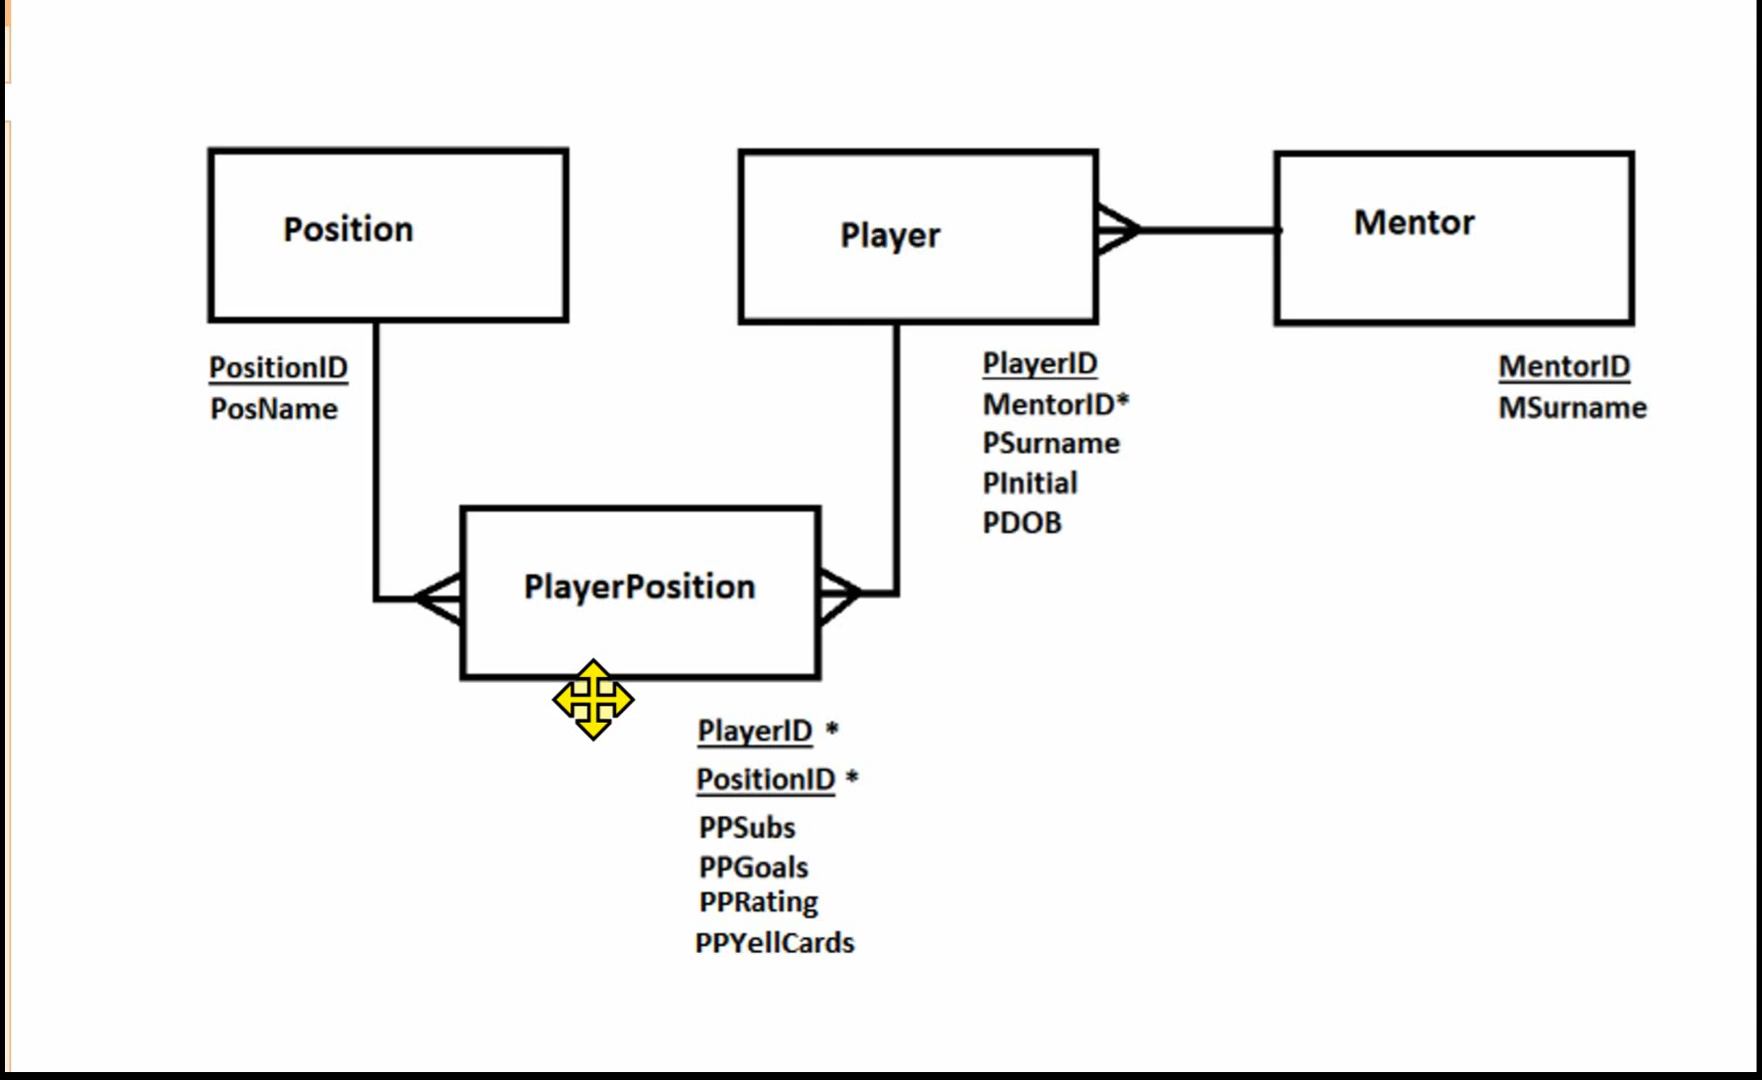 Position
Player
Mentor
PositionID
PosName
PlayerID
MentorID*
PSurname
PInitial
PDOB
MentorID
MSurname
PlayerPosition
PlayerID *
PositionID *
PPSubs
PPGoals
PPRating
PPYellCards